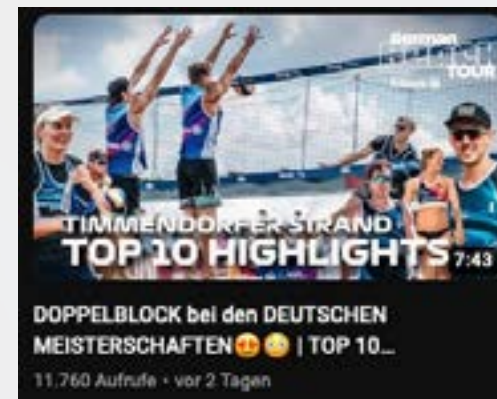 German
BEACH
TOUR
TIMMENDORFER STRAND
TOP 10 HIGHLIGHTS
7:43
DOPPELBLOCK bei den DEUTSCHEN
MEISTERSCHAFTEN😍😳 | TOP 10...
11.760 Aufrufe • vor 2 Tagen